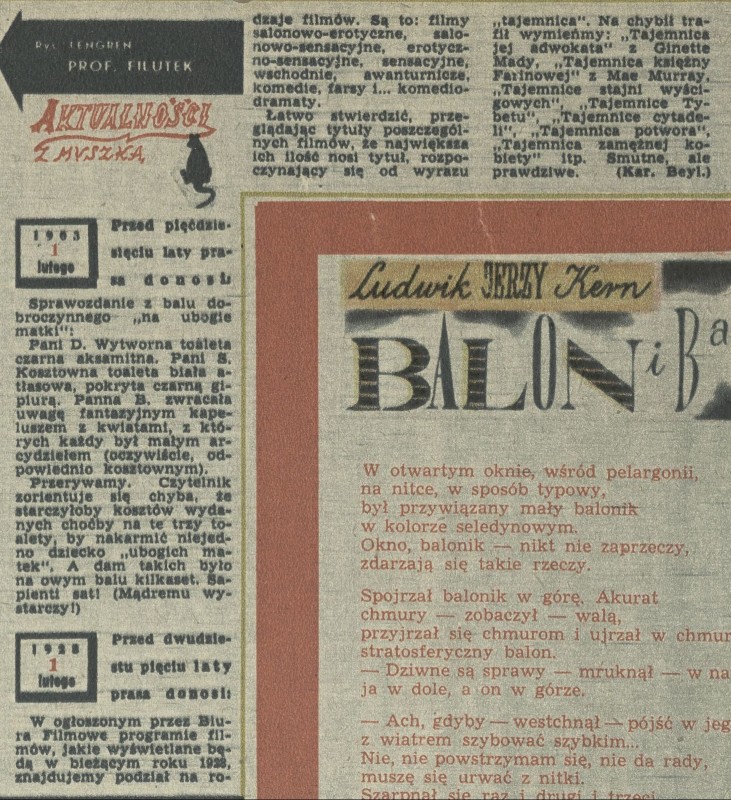 Rys. LENGREN
PROF. FILUTEK
AKTUALNOŚCI
Z MYSZKĄ
1903
1
lutego
Przed pięćdzie-
sięciu laty pra-
sa donosi:
Sprawozdanie z balu do-
broczynnego „na ubogie
matki":
Pani D. Wytworna toaleta
czarna aksamitna. Pani S.
Kosztowna toaleta biała a-
tłasowa, pokryta czarną gi-
piurą. Panna B. zwracała
uwagę fantazyjnym kape-
luszem z kwiatami, z któ-
rych każdy był małym ar-
cydziełem (oczywiście, od-
powiednio kosztownym).
Przerywamy. Czytelnik
zorientuje się chyba, że
starczyłoby kosztów wyda-
nych choćby na te trzy to-
alety, by nakarmić niejed-
no dziecko „ubogich ma-
tek". A dam takich było
na owym balu kilkaset. Sa-
pienti sat! (Mądremu wy-
starczy!)
1928
1
lutego
Przed dwudzie-
stu pięciu laty
prasa donosi:
W ogłoszonym przez Biu-
ra Filmowe programie fil-
mów, jakie wyświetlane bę-
dą w bieżącym roku 1928,
znajdujemy podział na ro-
dzaje filmów. Są to: filmy
salonowo-erotyczne, salo-
nowo-sensacyjne, erotycz-
no-sensacyjne, sensacyjne,
wschodnie, awanturnicze,
komedie, farsy i... komedio-
dramaty.
Łatwo stwierdzić, prze-
glądając tytuły poszczegól-
nych filmów, że największa
ich ilość nosi tytuł, rozpo-
czynający się od wyrazu
„tajemnica". Na chybił tra-
fił wymieńmy: „Tajemnica
jej adwokata" z Ginette
Mady, „Tajemnica księżny
Farinowej" z Mae Murray,
„Tajemnice stajni wyści-
gowych", „Tajemnice Ty-
betu", „Tajemnice cytade-
li", „Tajemnica potwora",
„Tajemnica zamężnej ko-
biety" itp. Smutne, ale
prawdziwe. (Kar. Beyl.)
Ludwik JERZY Kern
BALON i Ba
W otwartym oknie, wśród pelargonii,
na nitce, w sposób typowy,
był przywiązany mały balonik
w kolorze seledynowym.
Okno, balonik — nikt nie zaprzeczy,
zdarzają się takie rzeczy.
Spojrzał balonik w górę. Akurat
chmury — zobaczył — walą,
przyjrzał się chmurom i ujrzał w chmur
stratosferyczny balon.
— Dziwne są sprawy — mruknął — w na
ja w dole, a on w górze.
— Ach, gdyby — westchnął — pójść w jeg
z wiatrem szybować szybkim...
Nie, nie powstrzymam się, nie da rady,
muszę się urwać z nitki.
Szarpnął się raz i drugi i trzeci